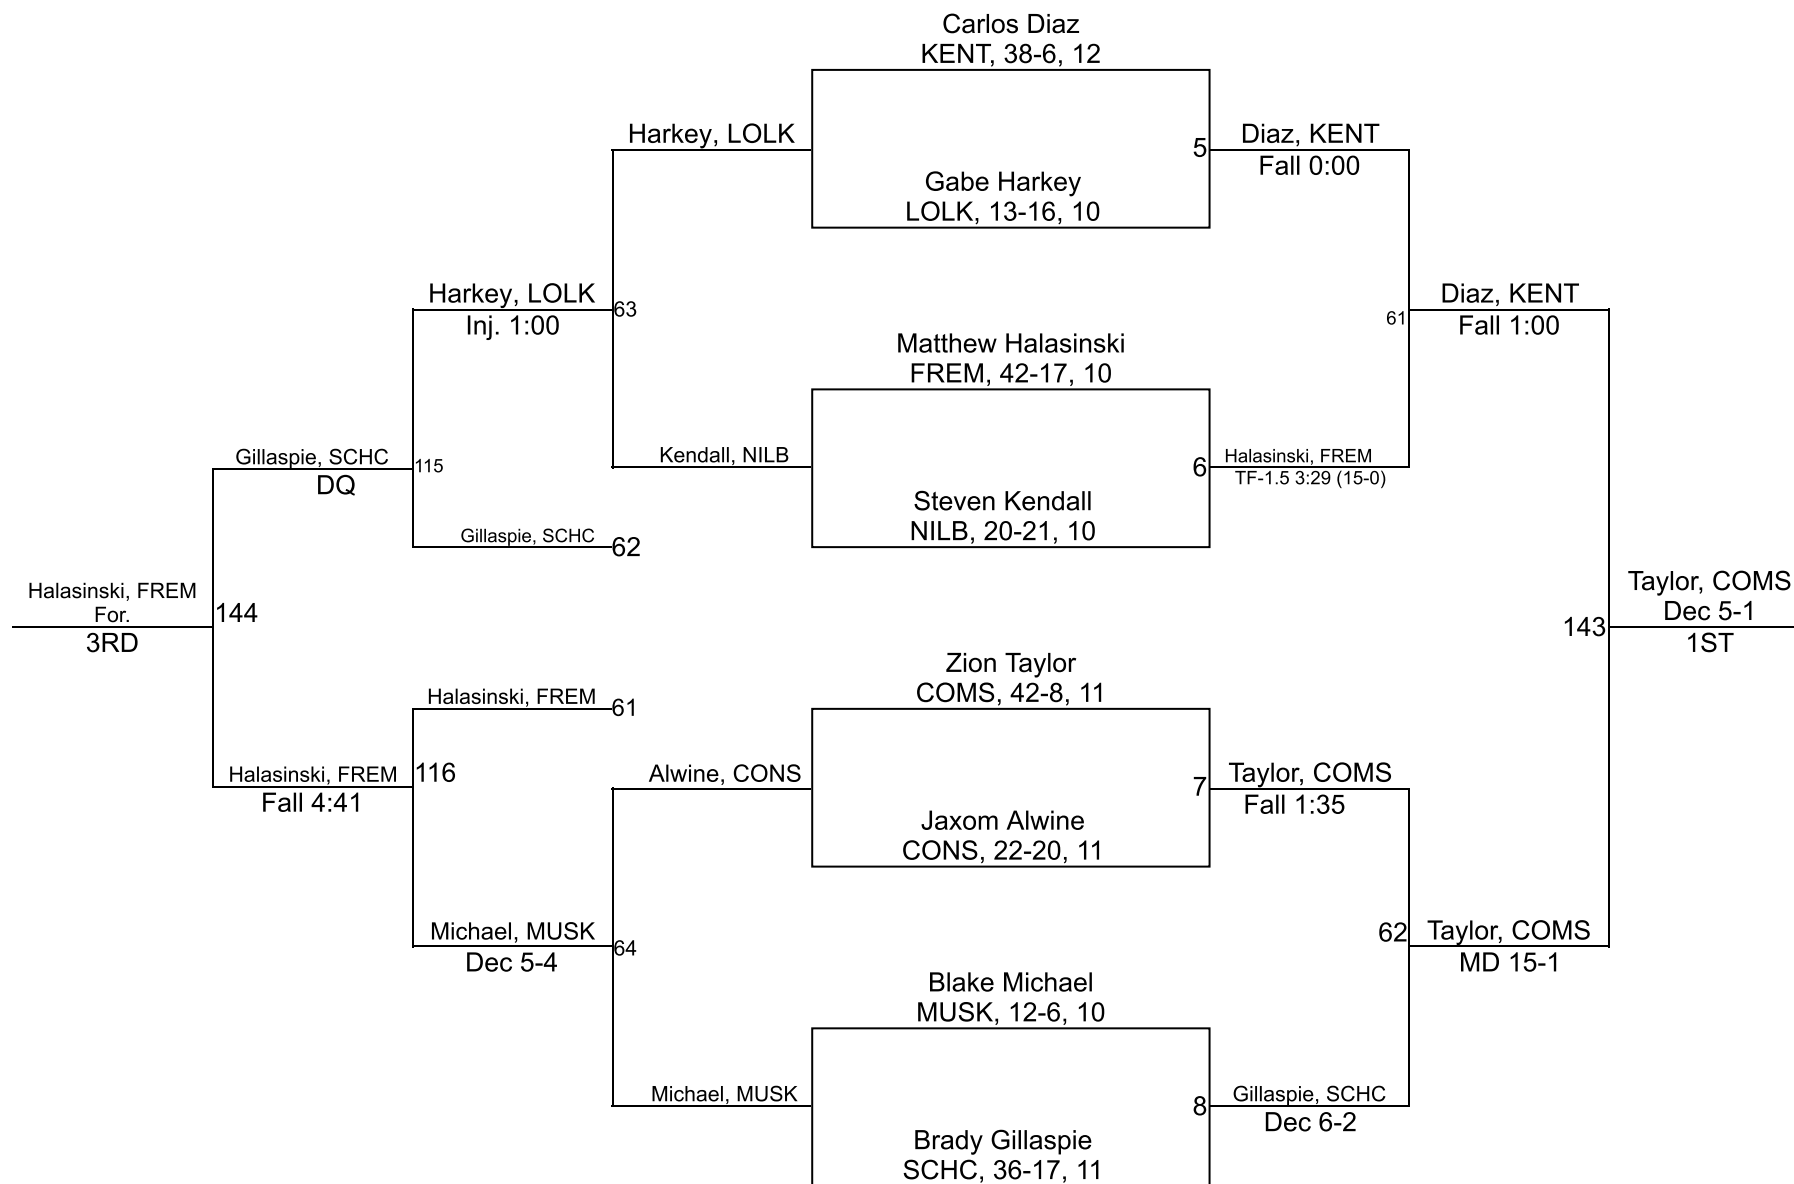 Carlos Diaz
KENT, 38-6, 12
Harkey, LOLK
5
Diaz, KENT
Fall 0:00
Gabe Harkey
LOLK, 13-16, 10
Harkey, LOLK
Inj. 1:00
63
61
Diaz, KENT
Fall 1:00
Matthew Halasinski
FREM, 42-17, 10
Gillaspie, SCHC
DQ
115
Kendall, NILB
6
Halasinski, FREM
TF-1.5 3:29 (15-0)
Steven Kendall
NILB, 20-21, 10
Gillaspie, SCHC
62
Halasinski, FREM
For.
3RD
144
143
Taylor, COMS
Dec 5-1
1ST
Zion Taylor
COMS, 42-8, 11
Halasinski, FREM
61
Halasinski, FREM
Fall 4:41
116
Alwine, CONS
7
Taylor, COMS
Fall 1:35
Jaxom Alwine
CONS, 22-20, 11
Michael, MUSK
Dec 5-4
64
62
Taylor, COMS
MD 15-1
Blake Michael
MUSK, 12-6, 10
Michael, MUSK
8
Gillaspie, SCHC
Dec 6-2
Brady Gillaspie
SCHC, 36-17, 11